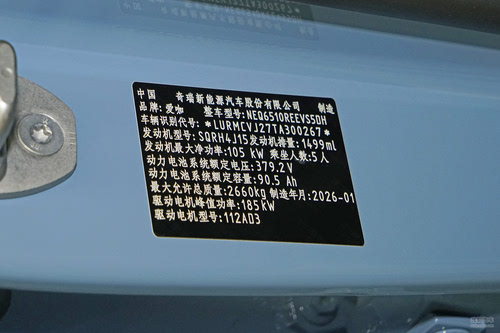 中国 奇瑞新能源汽车股份有限公司 制造
品牌:爱咖 整车型号:NEQ6510REEVS5DH
车辆识别代号:*LURMCVJ27TA300267*
发动机型号:SQRH4J15 发动机排量:1499ml
发动机最大净功率:105 kW 乘坐人数:5人
动力电池系统额定电压:379.2V
动力电池系统额定容量:90.5 Ah
最大允许总质量:2660kg 制造年月:2026-01
驱动电机峰值功率:185kW
驱动电机型号:112AD3